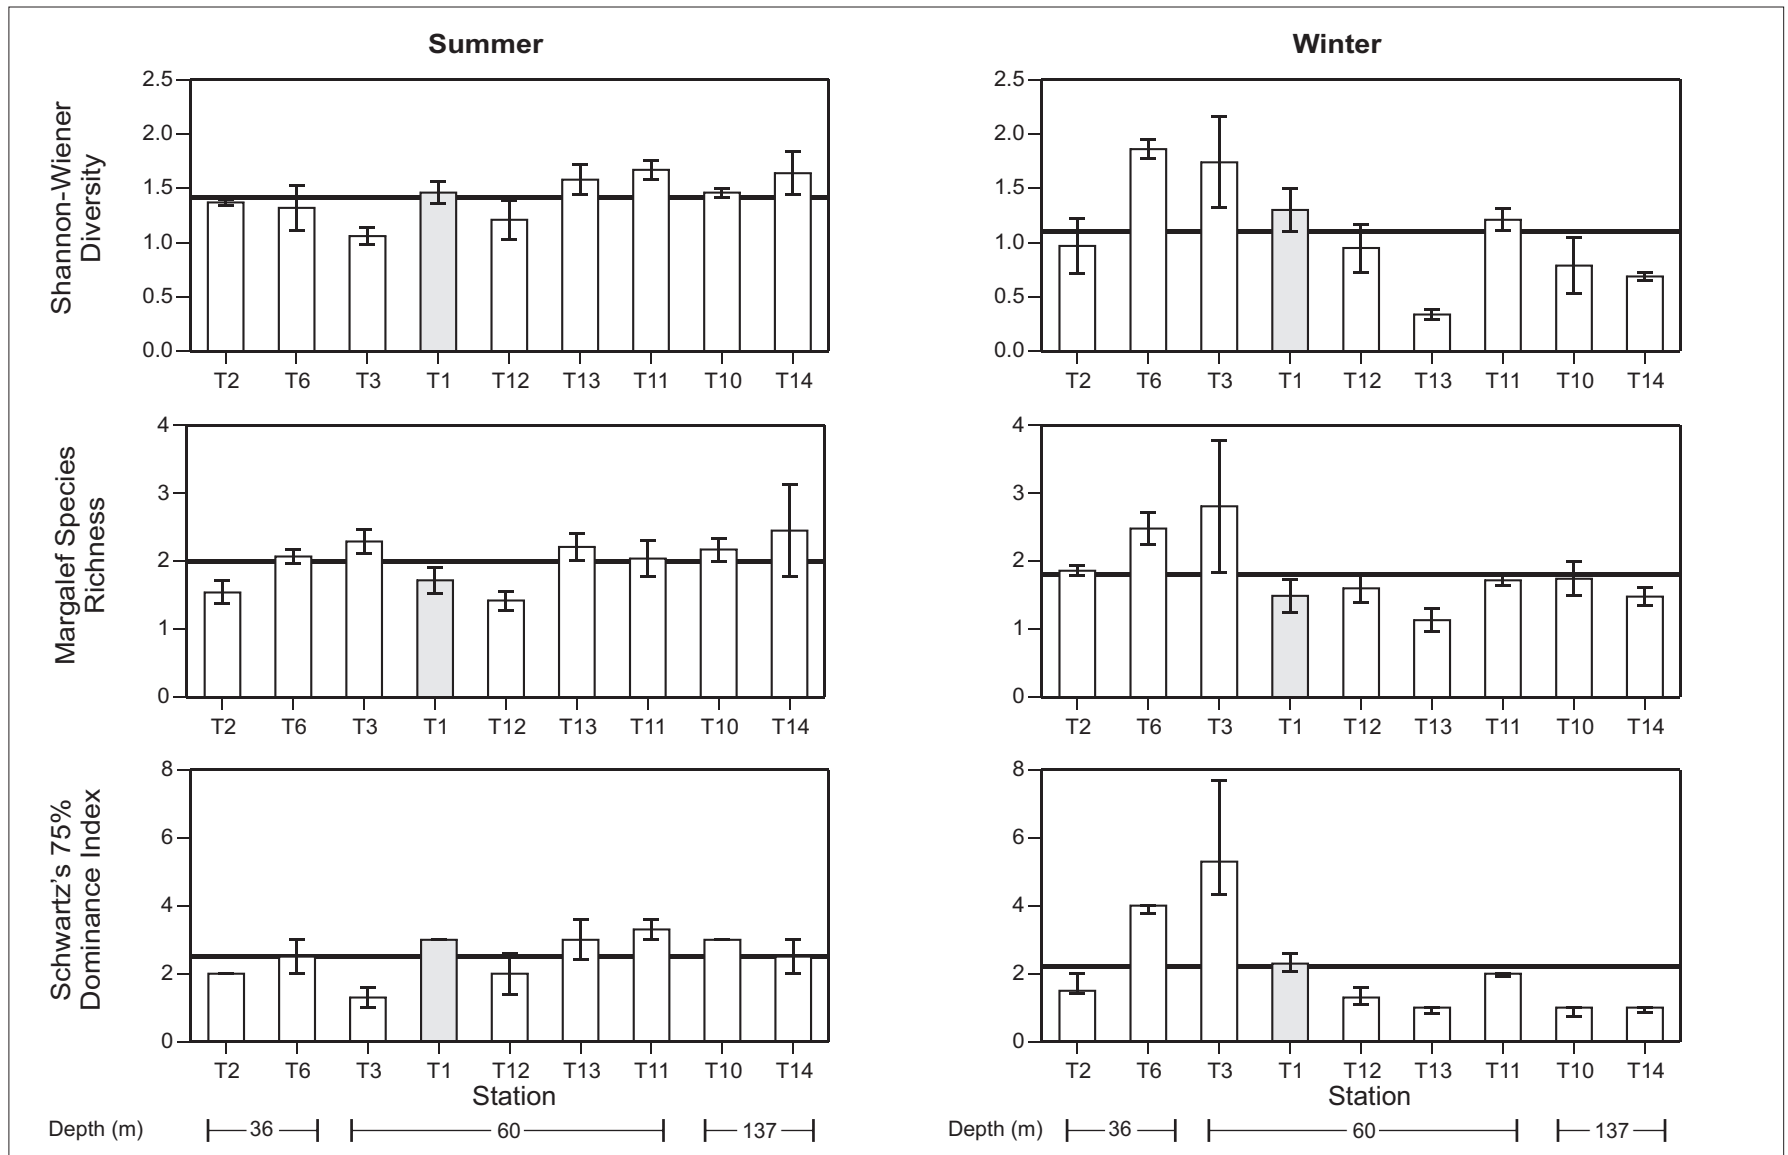 Summer
Winter
Shannon-Wiener
Diversity
2.5
2.0
1.5
1.0
0.5
0.0
T2 T6 T3 T1 T12 T13 T11 T10 T14
2.5
2.0
1.5
1.0
0.5
0.0
T2 T6 T3 T1 T12 T13 T11 T10 T14
Margalef Species
Richness
4
3
2
1
0
T2 T6 T3 T1 T12 T13 T11 T10 T14
4
3
2
1
0
T2 T6 T3 T1 T12 T13 T11 T10 T14
Schwartz's 75%
Dominance Index
8
6
4
2
0
T2 T6 T3 T1 T12 T13 T11 T10 T14
Station
8
6
4
2
0
T2 T6 T3 T1 T12 T13 T11 T10 T14
Station
Depth (m) 36 60 137
Depth (m) 36 60 137